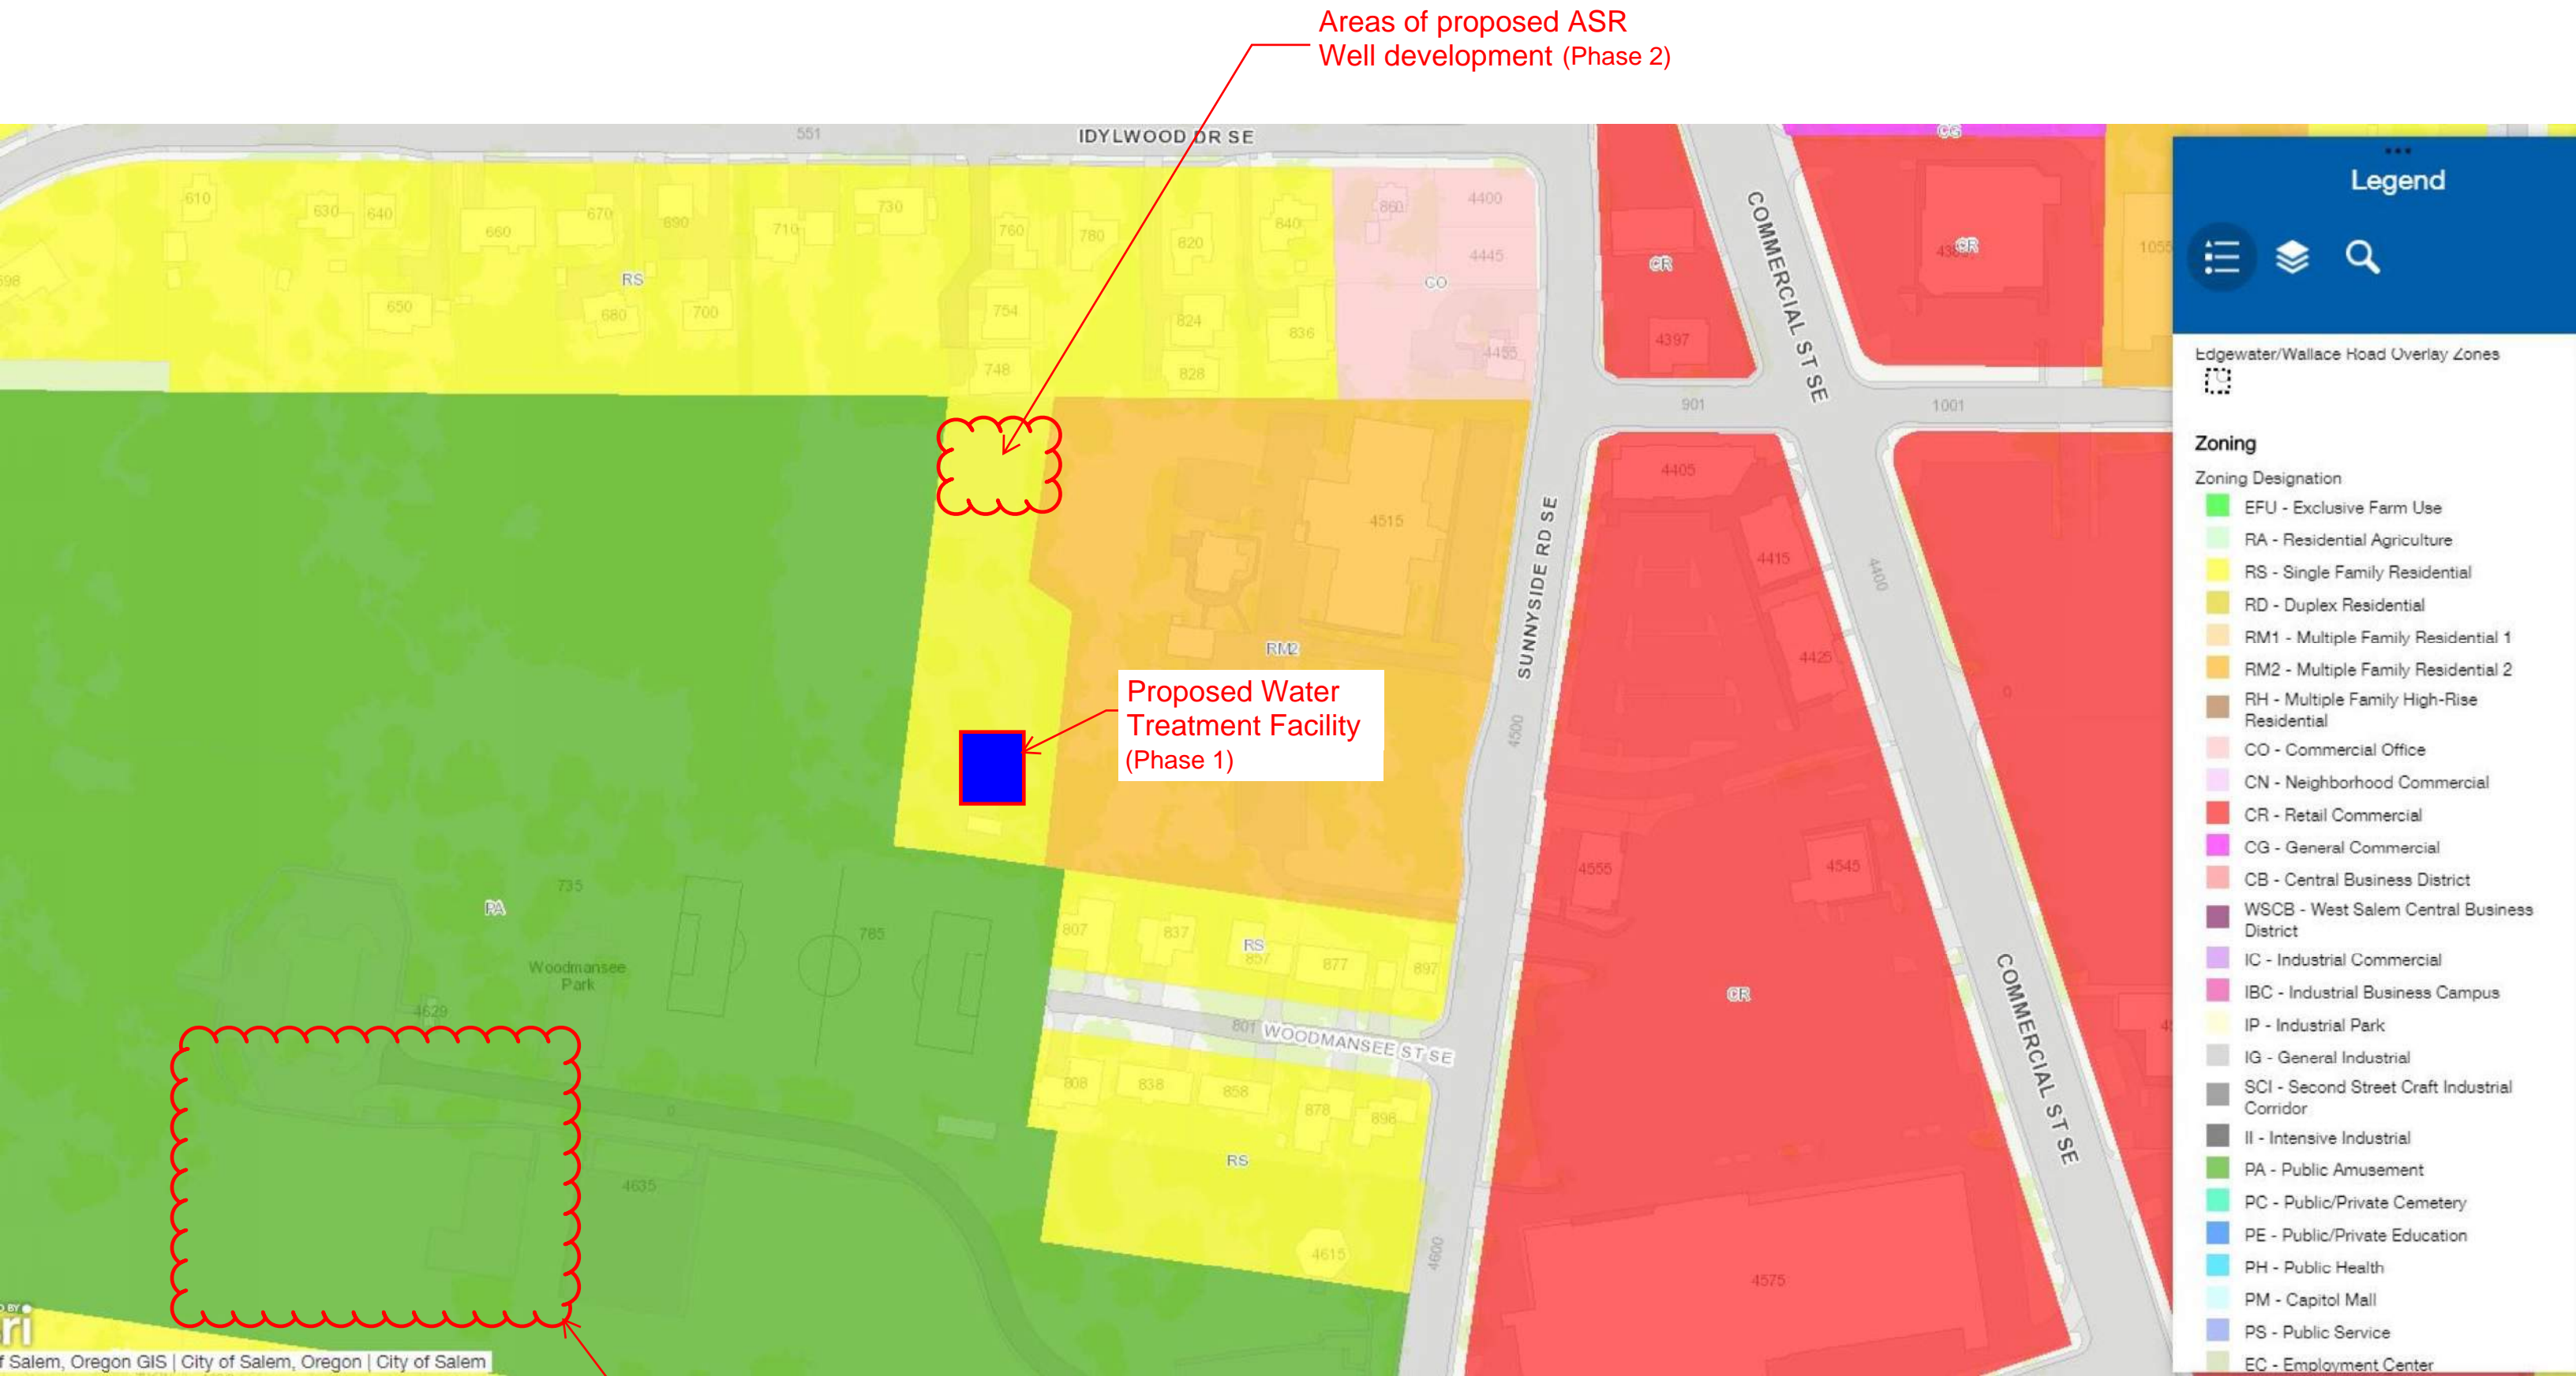 Areas of proposed ASR
Well development (Phase 2)
551
IDYLWOOD DR SE
CG
610
630
640
660
670
690
710
730
760
780
820
840
860
4400
4445
CO
4455
RS
650
680
700
754
748
824
828
836
CR
4397
COMMERCIAL ST SE
CR
1055
901
1001
4515
RM2
SUNNYSIDE RD SE
4500
4405
4415
4425
4400
0
Proposed Water
Treatment Facility
(Phase 1)
735
PA
785
Woodmansee
Park
4629
807
837
RS
857
877
897
801
WOODMANSEE ST SE
808
838
858
878
898
RS
4615
4600
0
4635
4555
4545
CR
COMMERCIAL ST SE
4575
City of Salem, Oregon | City of Salem
Legend
Edgewater/Wallace Road Overlay Zones
Zoning
Zoning Designation
EFU - Exclusive Farm Use
RA - Residential Agriculture
RS - Single Family Residential
RD - Duplex Residential
RM1 - Multiple Family Residential 1
RM2 - Multiple Family Residential 2
RH - Multiple Family High-Rise
Residential
CO - Commercial Office
CN - Neighborhood Commercial
CR - Retail Commercial
CG - General Commercial
CB - Central Business District
WSCB - West Salem Central Business
District
IC - Industrial Commercial
IBC - Industrial Business Campus
IP - Industrial Park
IG - General Industrial
SCI - Second Street Craft Industrial
Corridor
II - Intensive Industrial
PA - Public Amusement
PC - Public/Private Cemetery
PE - Public/Private Education
PH - Public Health
PM - Capitol Mall
PS - Public Service
EC - Employment Center